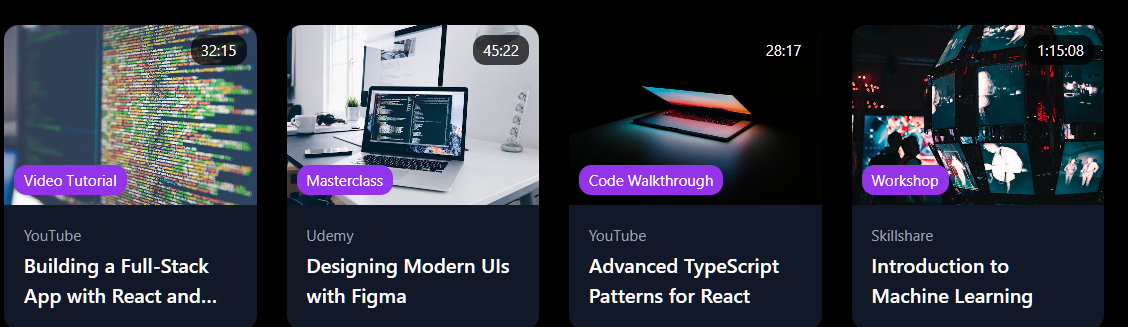 32:15
Video Tutorial
YouTube
Building a Full-Stack
App with React and...
45:22
Masterclass
Udemy
Designing Modern UIs
with Figma
28:17
Code Walkthrough
YouTube
Advanced TypeScript
Patterns for React
1:15:08
Workshop
Skillshare
Introduction to
Machine Learning